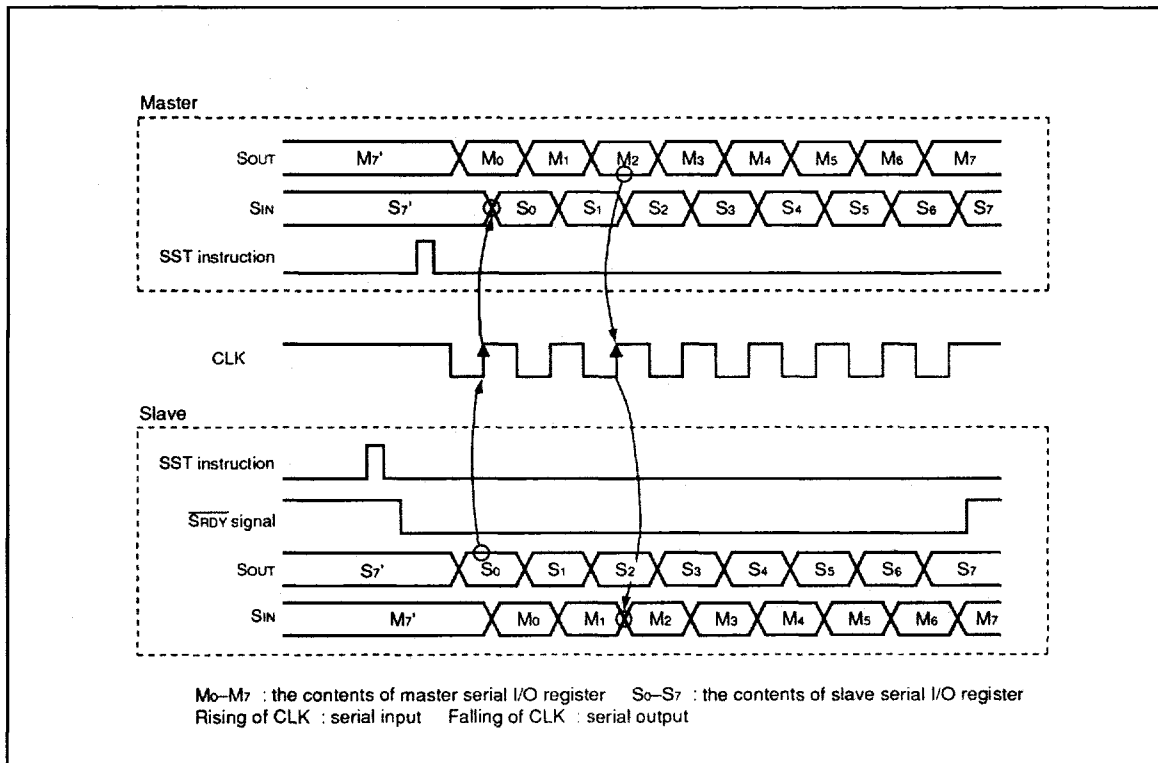 Master
SOUT M7' M0 M1 M2 M3 M4 M5 M6 M7
SIN S7' S0 S1 S2 S3 S4 S5 S6 S7
SST instruction
CLK
Slave
SST instruction
SRDY signal
SOUT S7' S0 S1 S2 S3 S4 S5 S6 S7
SIN M7' M0 M1 M2 M3 M4 M5 M6 M7
M0–M7 : the contents of master serial I/O register S0–S7 : the contents of slave serial I/O register
Rising of CLK : serial input Falling of CLK : serial output